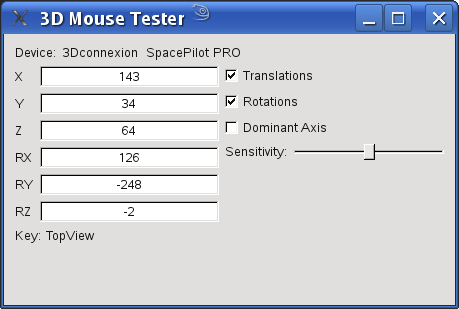 3D Mouse Tester
Device: 3Dconnexion SpacePilot PRO
X 143 Translations
Y 34 Rotations
Z 64 Dominant Axis
RX 126 Sensitivity:
RY -248
RZ -2
Key: TopView